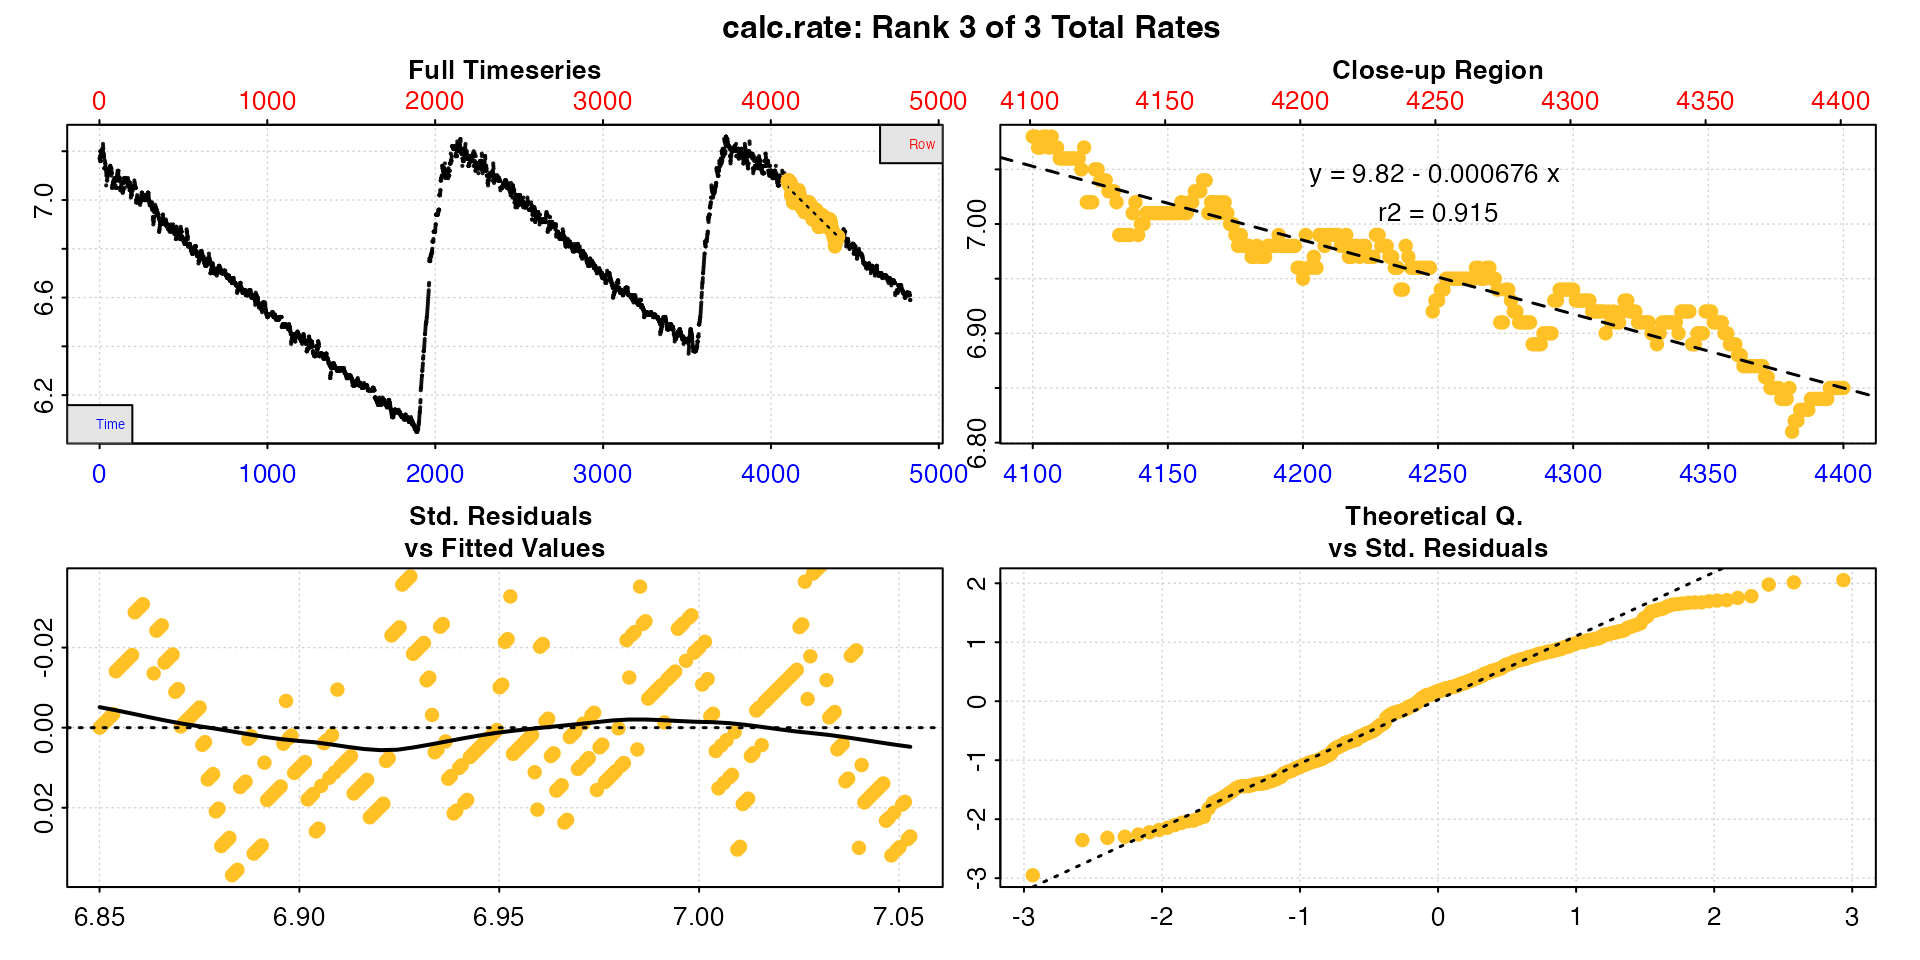 calc.rate: Rank 3 of 3 Total Rates
Full Timeseries
0 1000 2000 3000 4000 5000
Row
7.0
6.6
6.2
Time
0 1000 2000 3000 4000 5000
Close-up Region
4100 4150 4200 4250 4300 4350 4400
y = 9.82 - 0.000676 x
r2 = 0.915
7.00
6.90
6.80
4100 4150 4200 4250 4300 4350 4400
Std. Residuals
vs Fitted Values
-0.02
0.00
0.02
6.85 6.90 6.95 7.00 7.05
Theoretical Q.
vs Std. Residuals
2
1
0
-1
-2
-3
-3 -2 -1 0 1 2 3